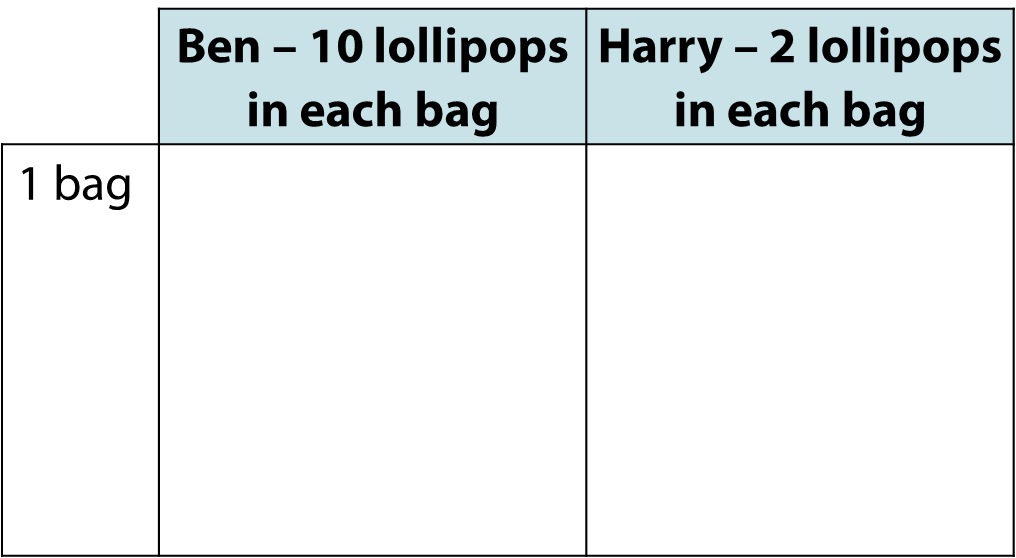 Ben – 10 lollipops
in each bag
Harry – 2 lollipops
in each bag
1 bag